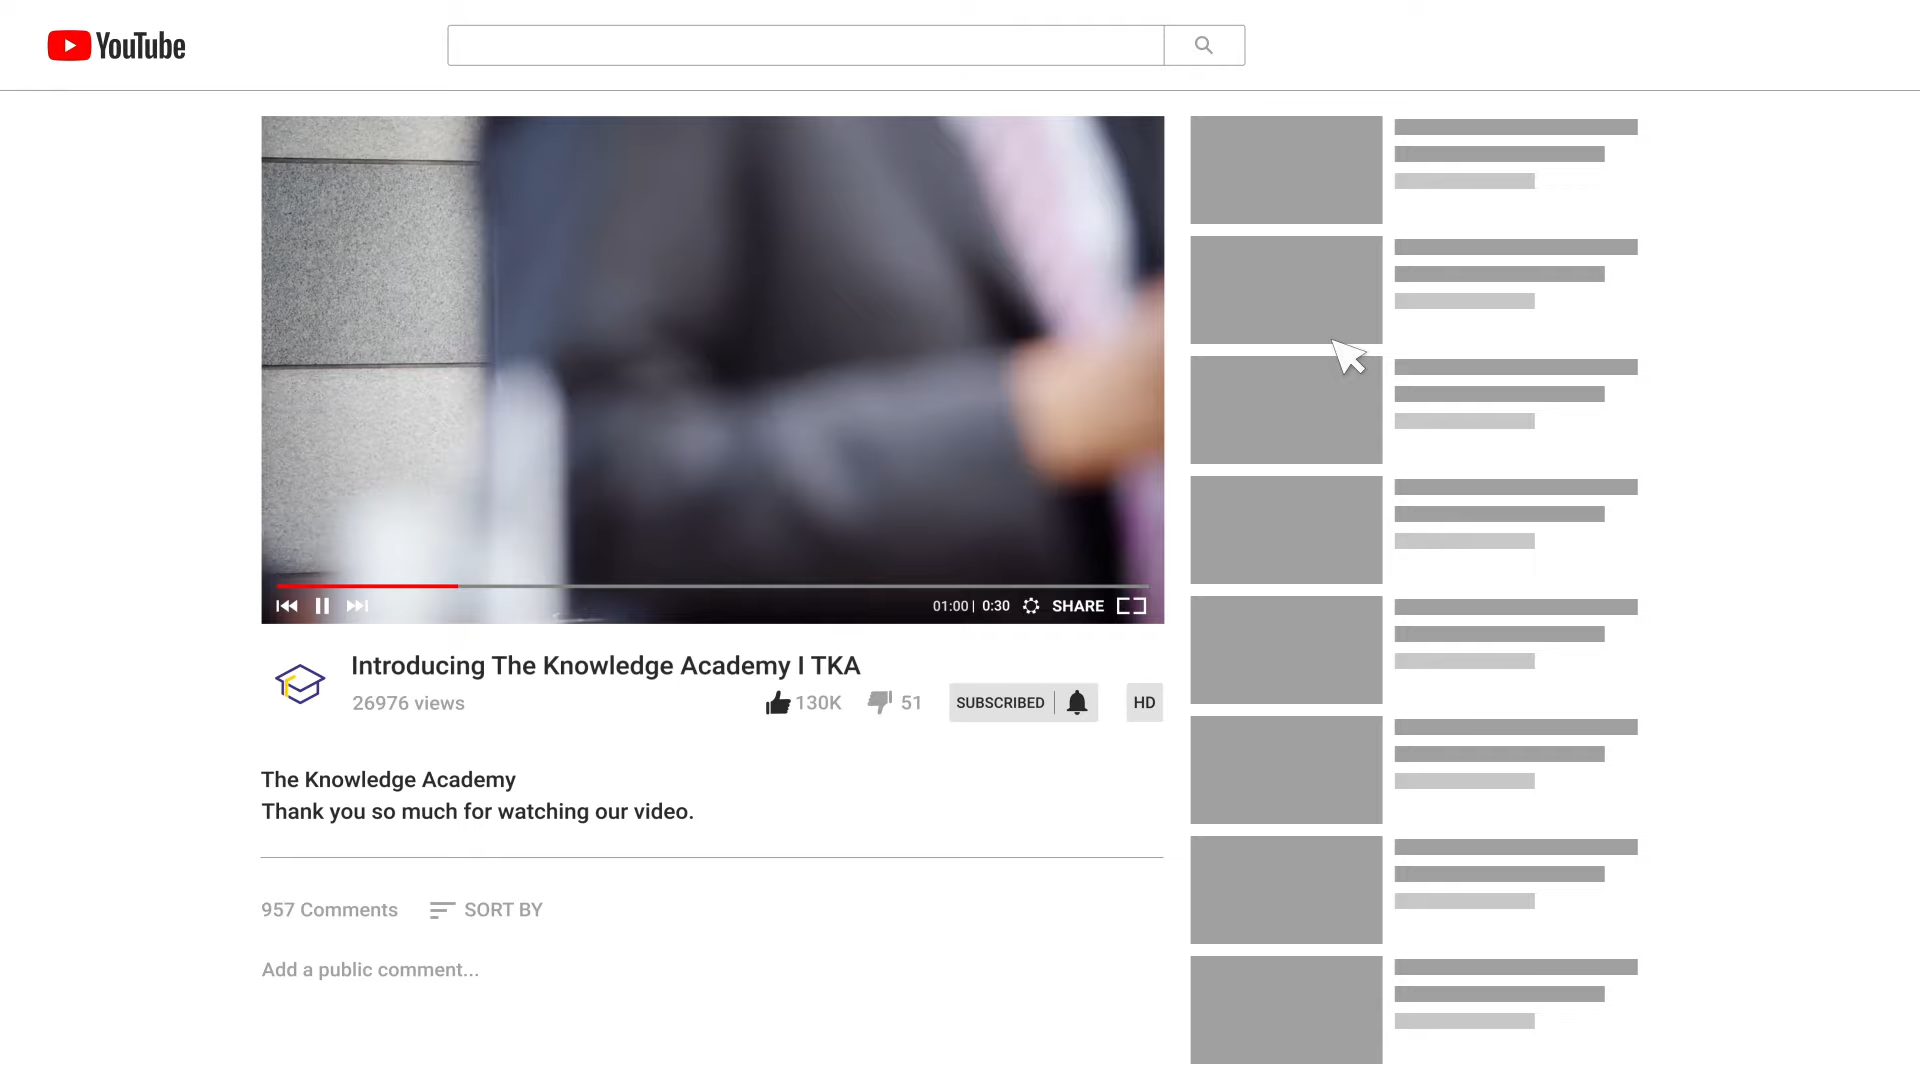 YouTube
01:00 | 0:30 SHARE
Introducing The Knowledge Academy I TKA
26976 views 130K 51 SUBSCRIBED HD
The Knowledge Academy
Thank you so much for watching our video.
957 Comments SORT BY
Add a public comment...